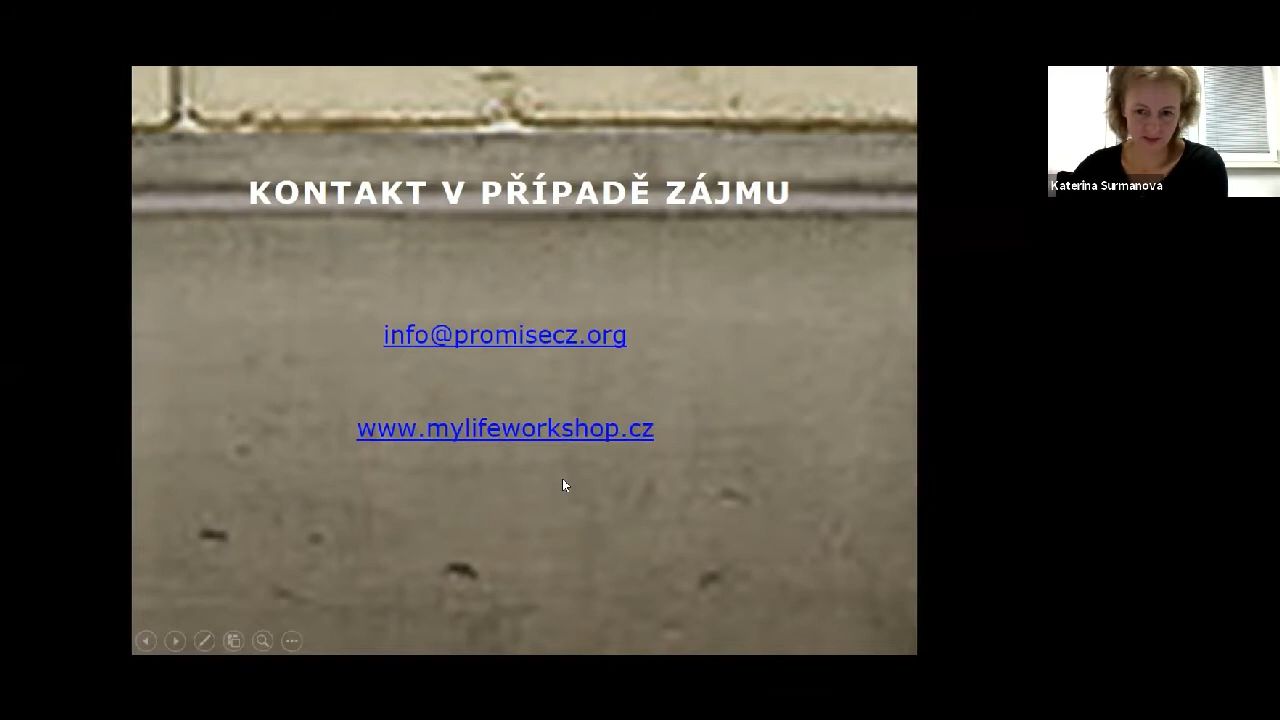 KONTAKT V PŘÍPADĚ ZÁJMU
info@promisecz.org
www.mylifeworkshop.cz
Katerina Surmanova